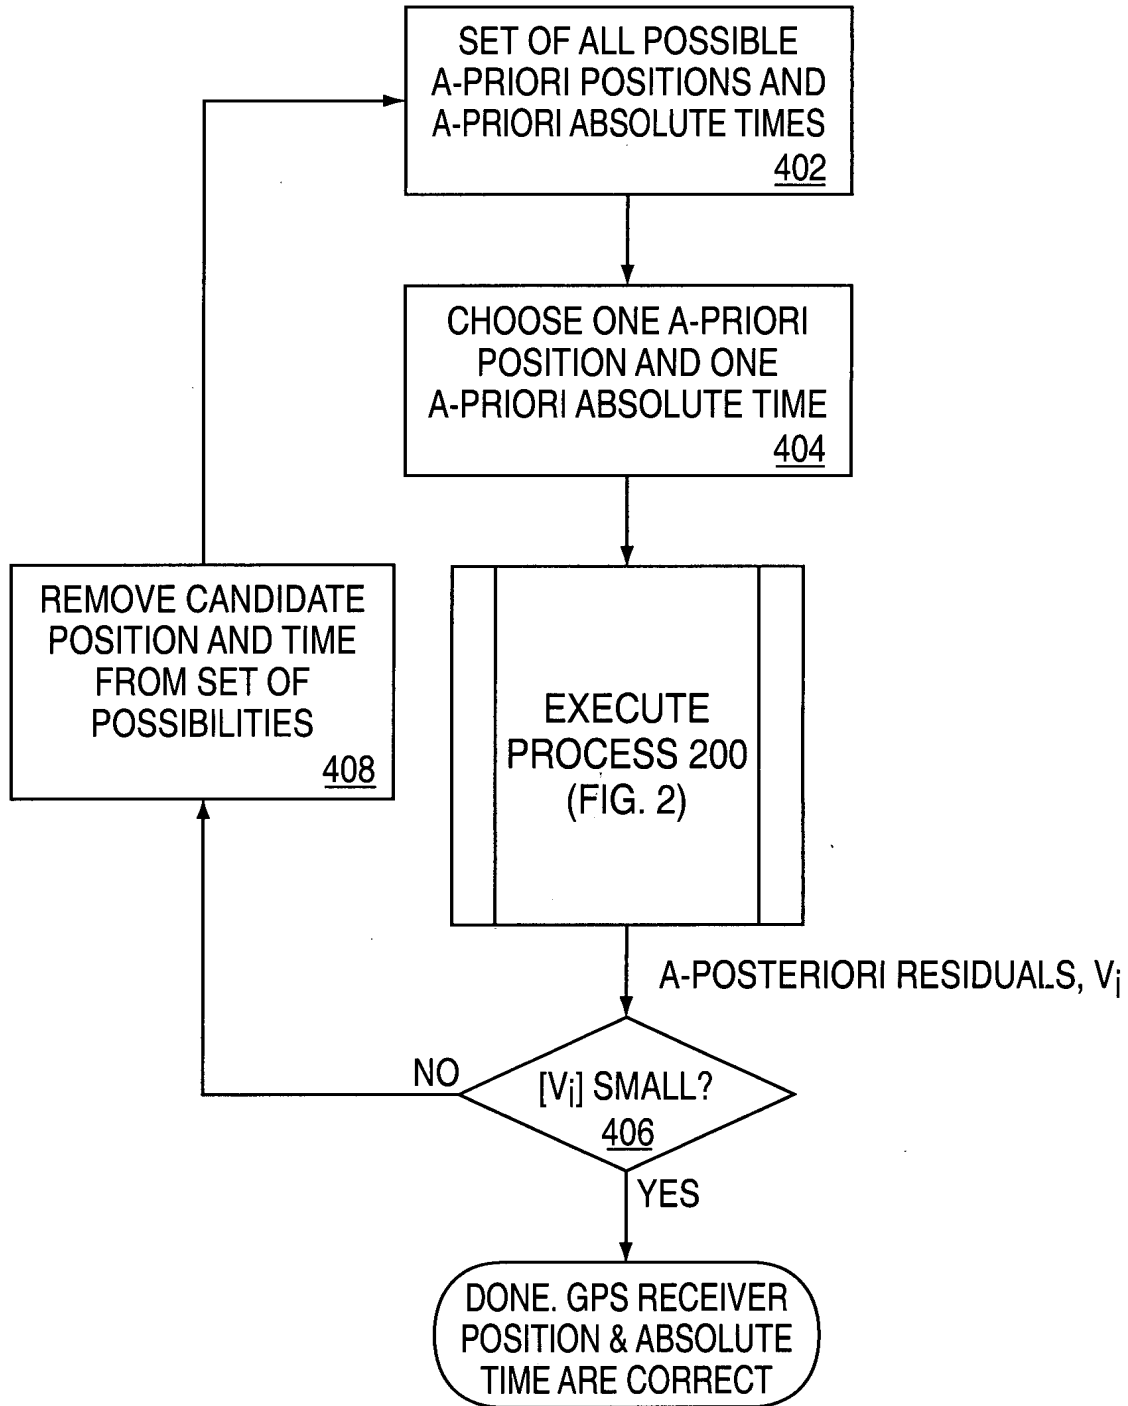 SET OF ALL POSSIBLE
A-PRIORI POSITIONS AND
A-PRIORI ABSOLUTE TIMES
402
CHOOSE ONE A-PRIORI
POSITION AND ONE
A-PRIORI ABSOLUTE TIME
404
REMOVE CANDIDATE
POSITION AND TIME
FROM SET OF
POSSIBILITIES
408
EXECUTE
PROCESS 200
(FIG. 2)
A-POSTERIORI RESIDUALS, Vi
NO
[Vi] SMALL?
406
YES
DONE. GPS RECEIVER
POSITION & ABSOLUTE
TIME ARE CORRECT